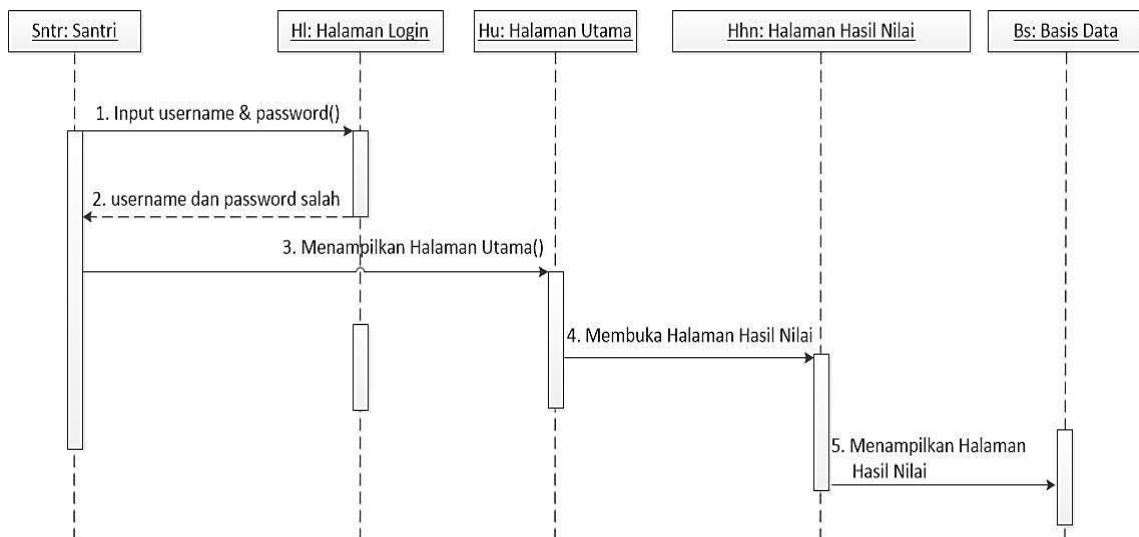 Sntr: Santri
Hl: Halaman Login
Hu: Halaman Utama
Hhn: Halaman Hasil Nilai
Bs: Basis Data
1. Input username & password()
2. username dan password salah
3. Menampilkan Halaman Utama()
4. Membuka Halaman Hasil Nilai
5. Menampilkan Halaman
Hasil Nilai